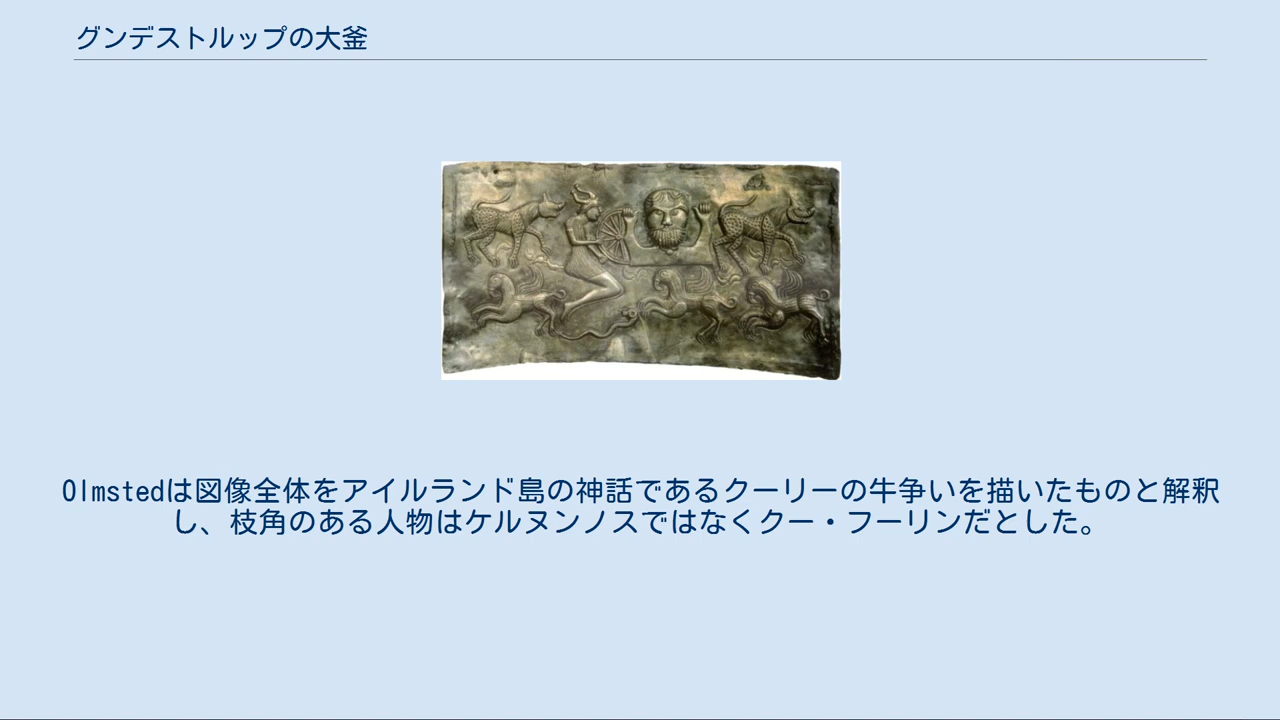 グンデストルップの大釜
Olmstedは図像全体をアイルランド島の神話であるクーリーの牛争いを描いたものと解釈
し、枝角のある人物はケルヌンノスではなくクー・フーリンだとした。